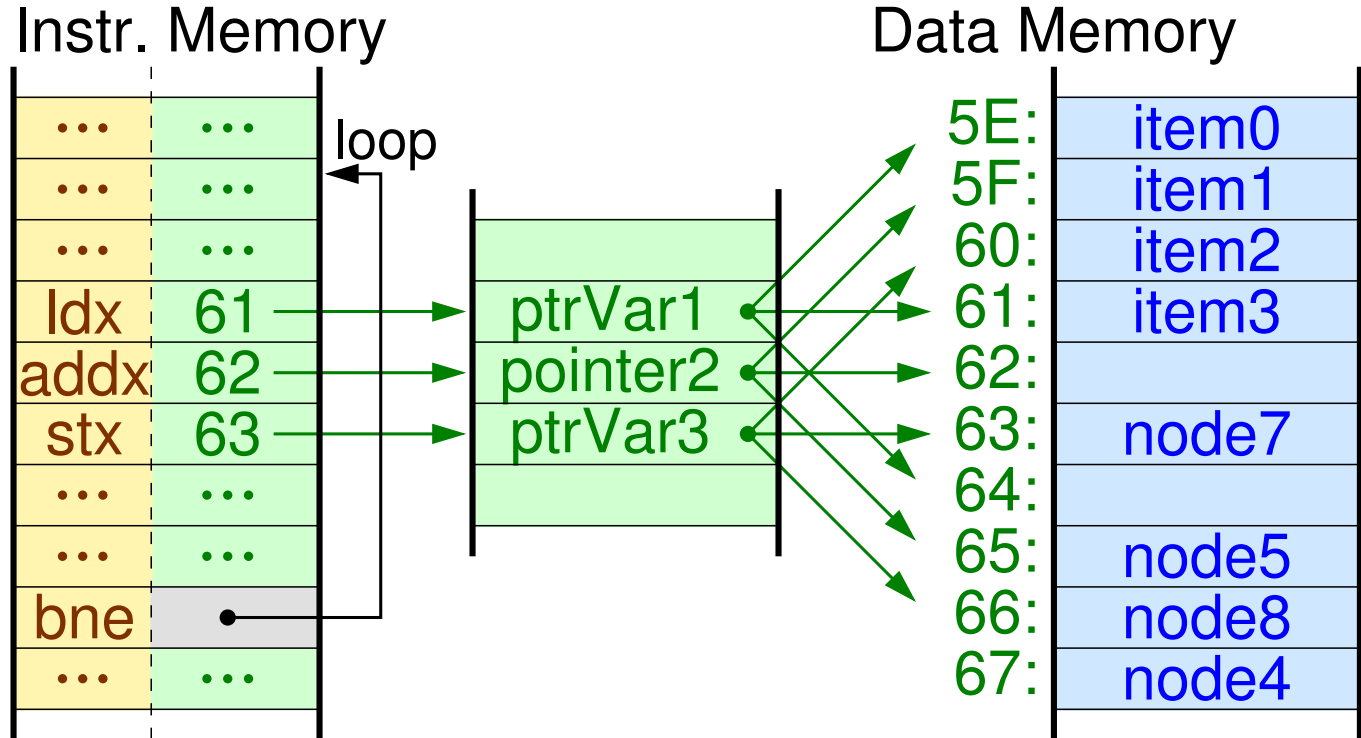 Instr. Memory
Data Memory
... ...
5E: item0
loop
... ...
5F: item1
... ...
60: item2
ldx 61 ptrVar1 61: item3
addx 62 pointer2 62:
stx 63 ptrVar3 63: node7
... ...
64:
... ...
65: node5
bne
66: node8
... ...
67: node4